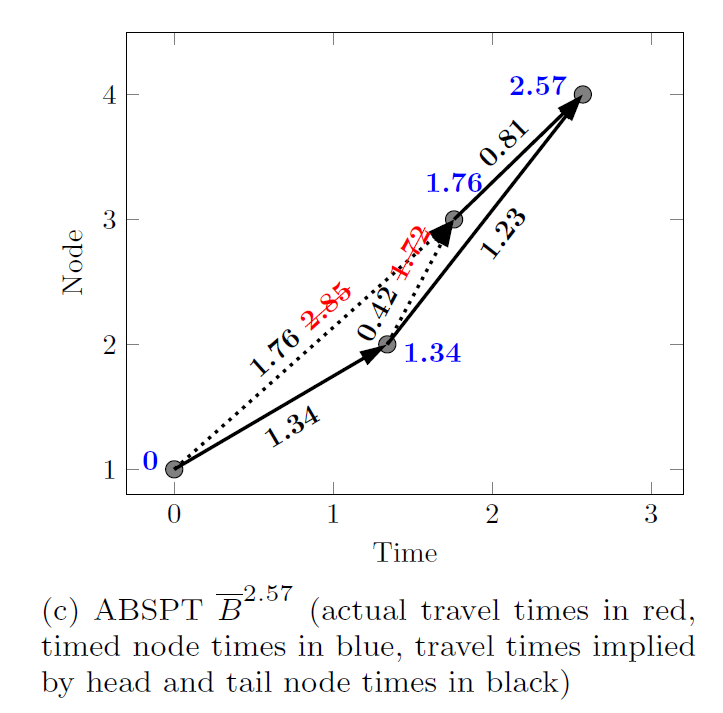 4
2.57
0.81
1.76
3
1.23
1.72
Node
2.85
0.42
1.76
2
1.34
1.34
0
1
0 1 2 3
Time
(c) ABSPT B̅^2.57 (actual travel times in red,
timed node times in blue, travel times implied
by head and tail node times in black)